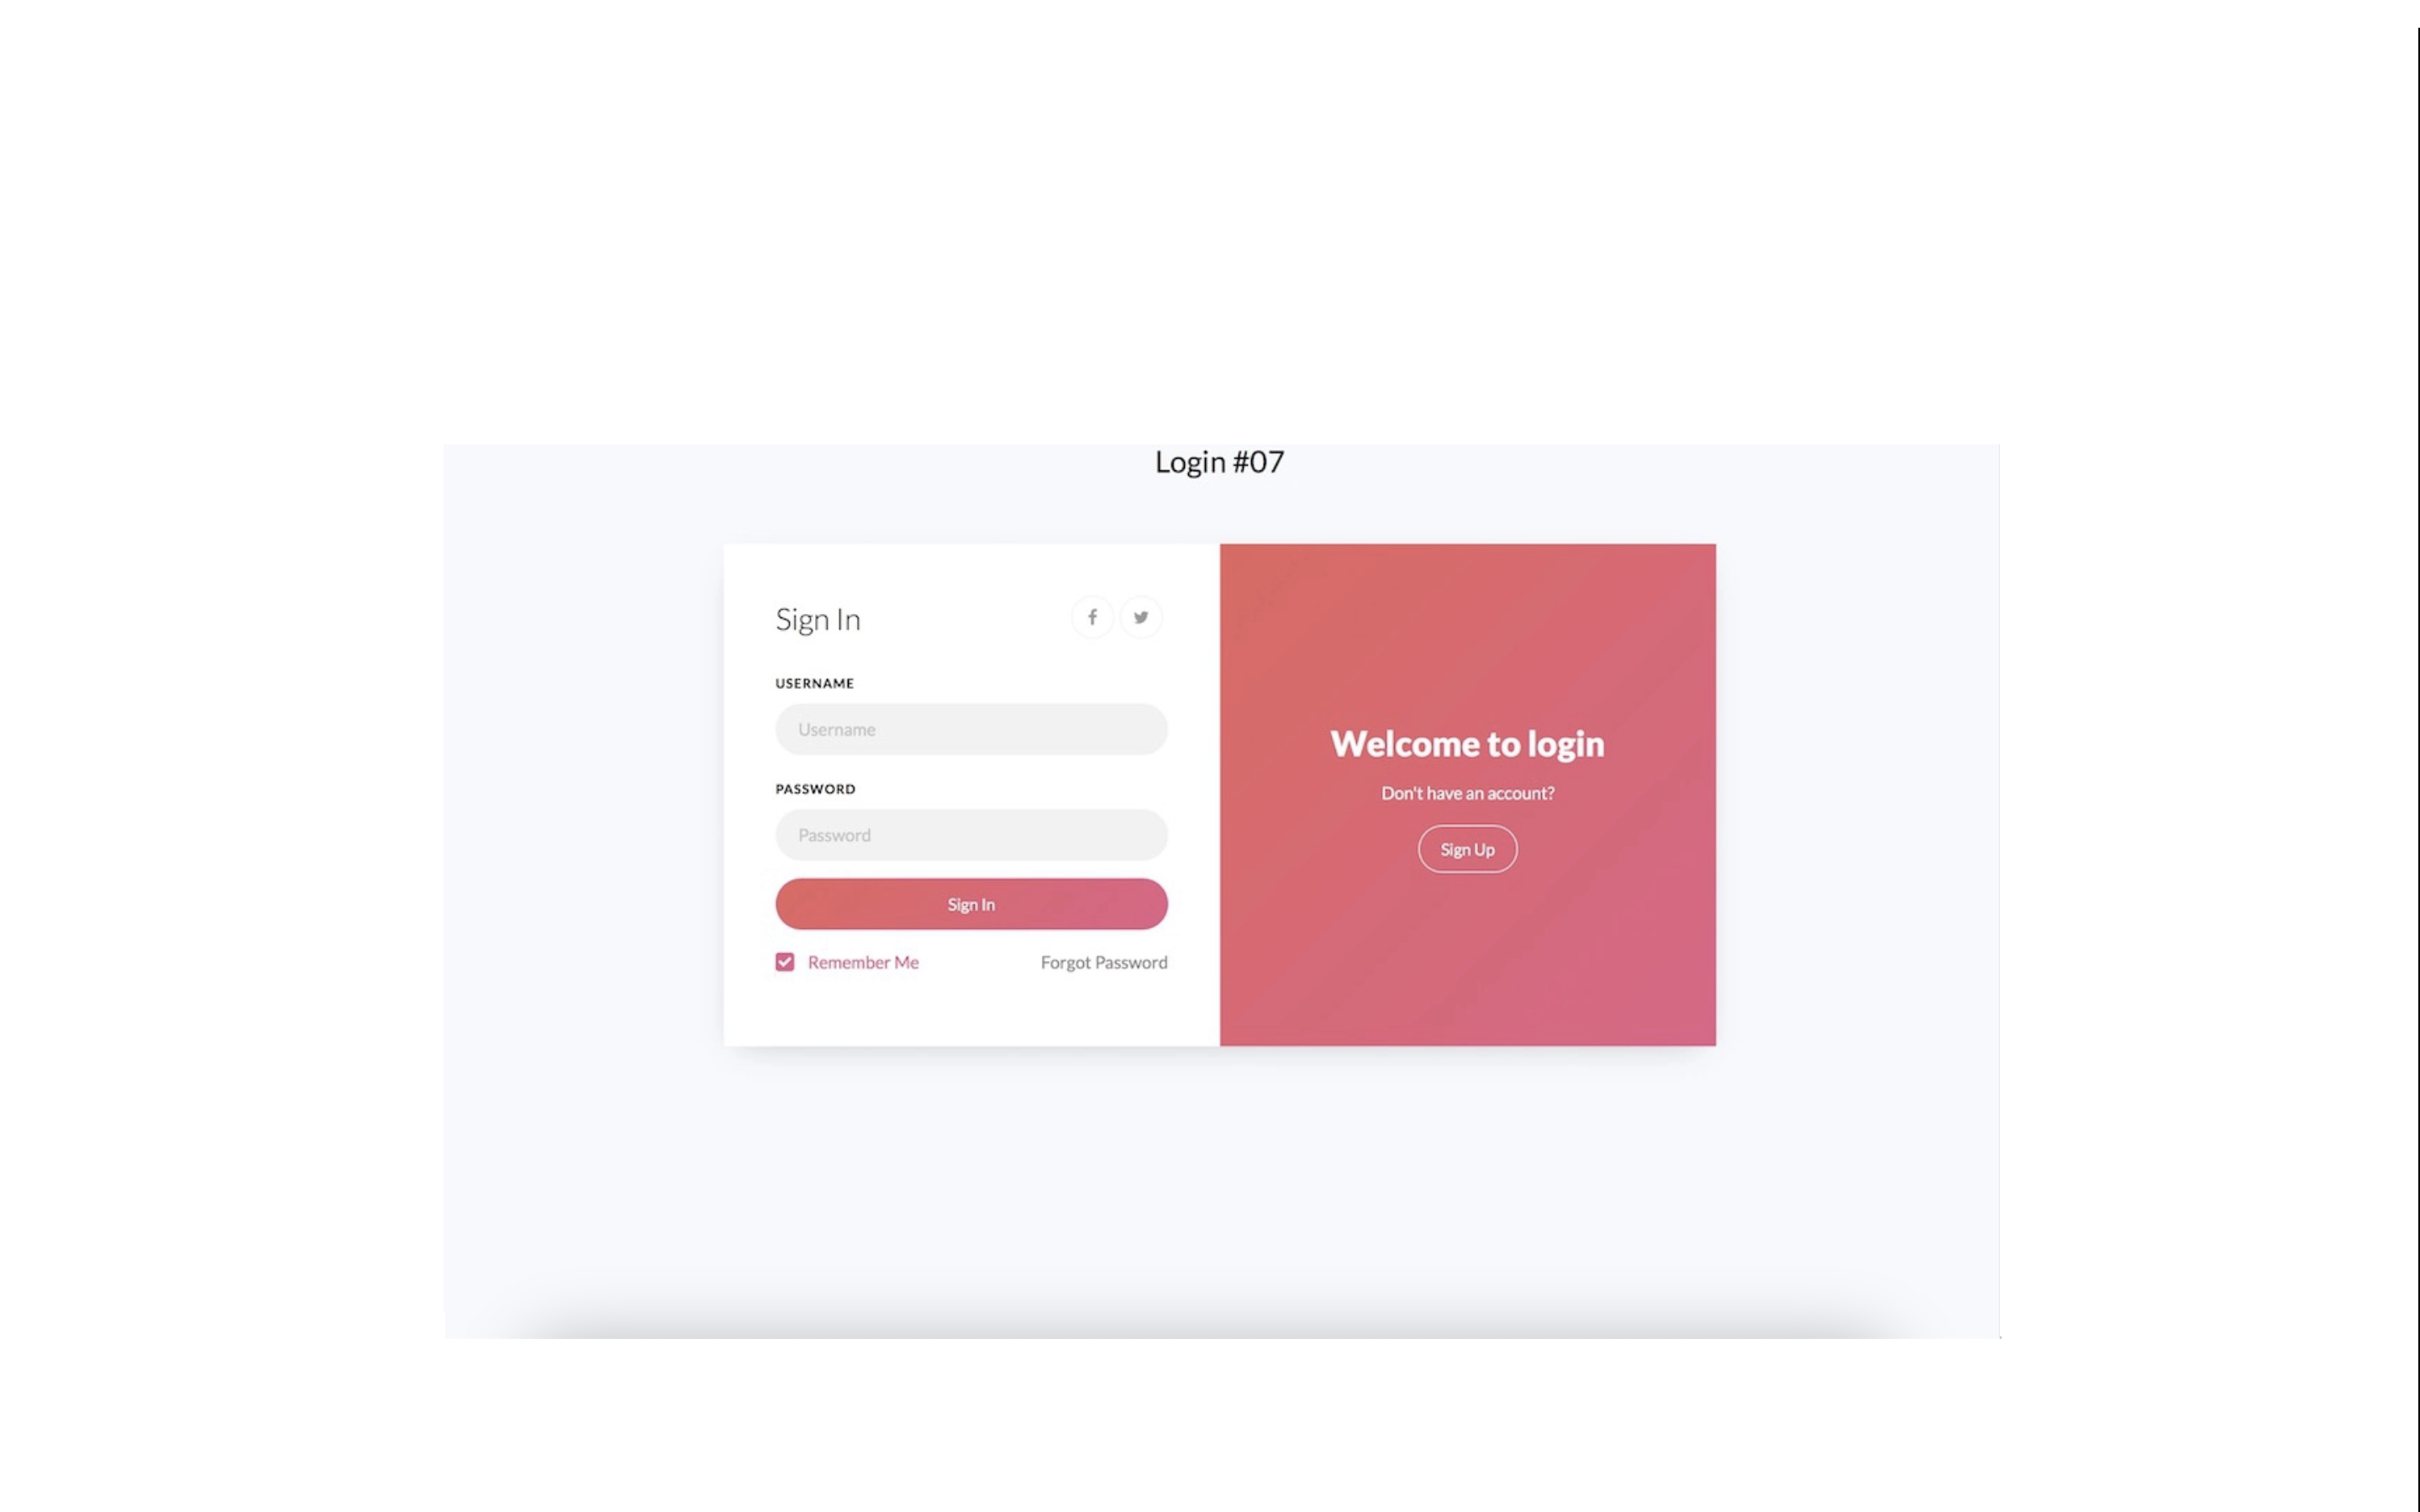 Login #07
Sign In
USERNAME
Username
PASSWORD
Password
Sign In
Remember Me
Forgot Password
Welcome to login
Don't have an account?
Sign Up